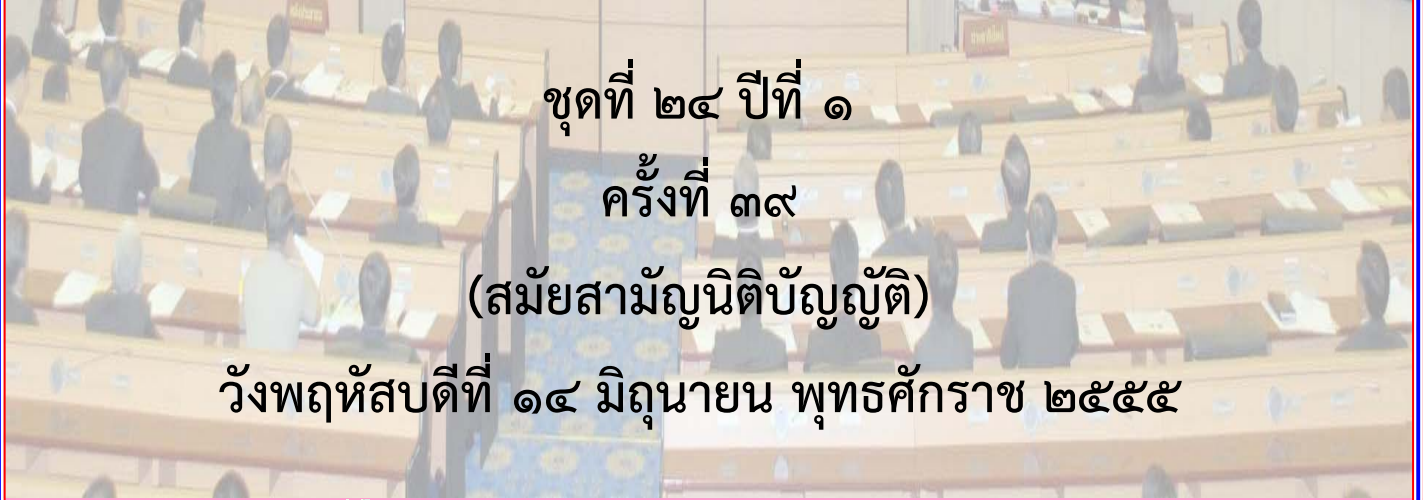 ชุดที่ ๒๔ ปีที่ ๑
ครั้งที่ ๓๙
(สมัยสามัญนิติบัญญัติ)
วังพฤหัสบดีที่ ๑๔ มิถุนายน พุทธศักราช ๒๕๕๕